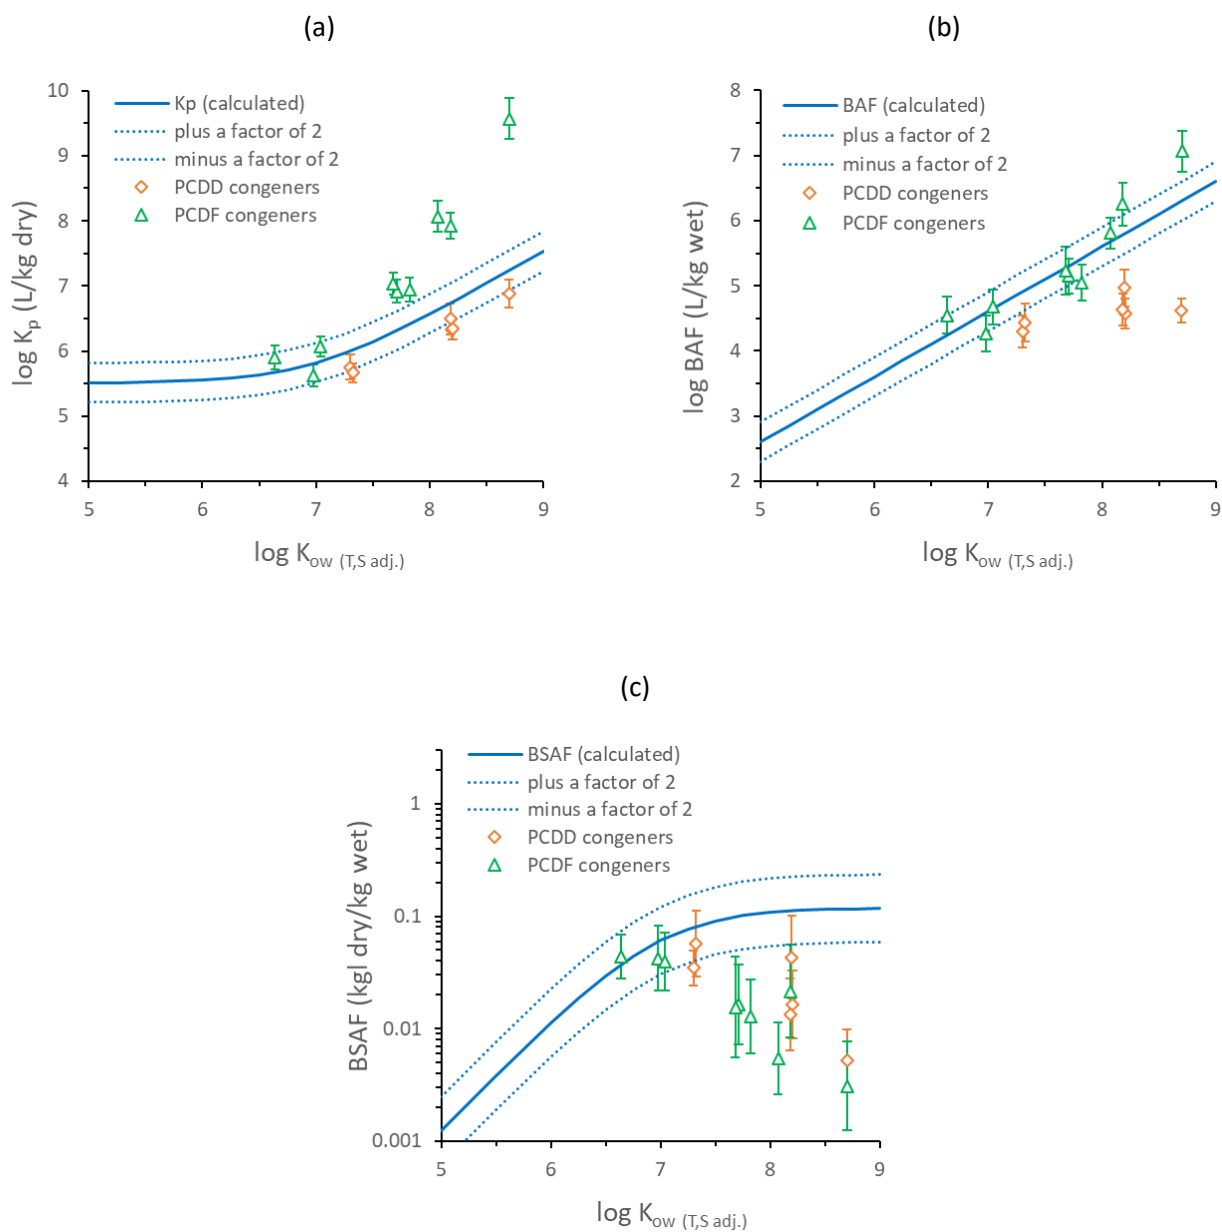 (a)
10
9
8
7
6
5
4
log Kp (L/kg dry)
Kp (calculated)
plus a factor of 2
minus a factor of 2
PCDD congeners
PCDF congeners
5 6 7 8 9
log Kow (T,S adj.)
(b)
8
7
6
5
4
3
2
log BAF (L/kg wet)
BAF (calculated)
plus a factor of 2
minus a factor of 2
PCDD congeners
PCDF congeners
5 6 7 8 9
log Kow (T,S adj.)
(c)
1
0.1
0.01
0.001
BSAF (kgl dry/kg wet)
BSAF (calculated)
plus a factor of 2
minus a factor of 2
PCDD congeners
PCDF congeners
5 6 7 8 9
log Kow (T,S adj.)